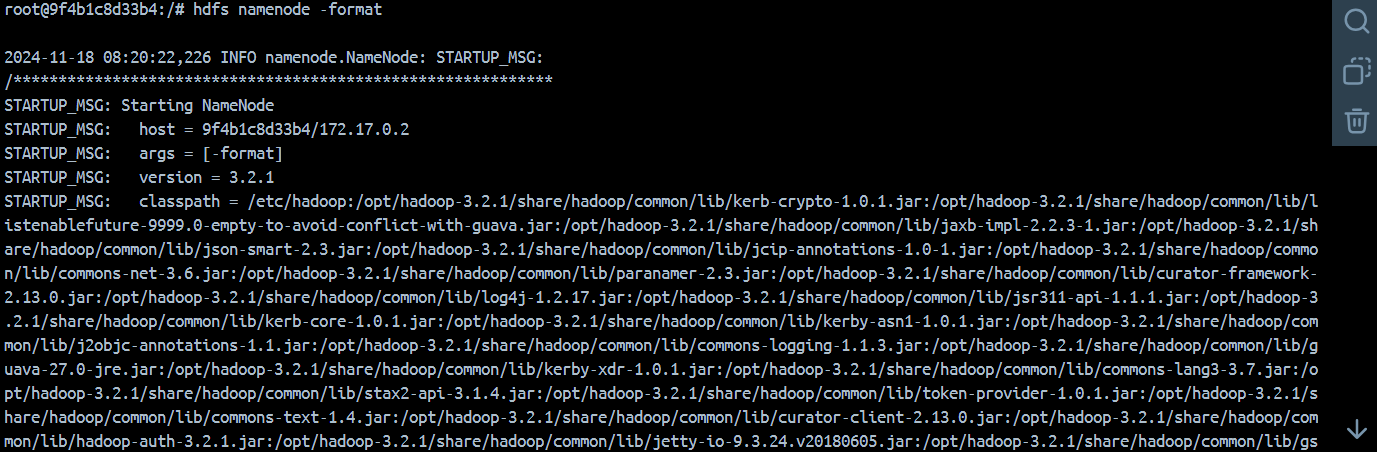 root@9f4b1c8d33b4:/# hdfs namenode -format
2024-11-18 08:20:22,226 INFO namenode.NameNode: STARTUP_MSG:
/************************************************************
STARTUP_MSG: Starting NameNode
STARTUP_MSG:   host = 9f4b1c8d33b4/172.17.0.2
STARTUP_MSG:   args = [-format]
STARTUP_MSG:   version = 3.2.1
STARTUP_MSG:   classpath = /etc/hadoop:/opt/hadoop-3.2.1/share/hadoop/common/lib/kerb-crypto-1.0.1.jar:/opt/hadoop-3.2.1/share/hadoop/common/lib/l
istenablefuture-9999.0-empty-to-avoid-conflict-with-guava.jar:/opt/hadoop-3.2.1/share/hadoop/common/lib/jaxb-impl-2.2.3-1.jar:/opt/hadoop-3.2.1/sh
are/hadoop/common/lib/json-smart-2.3.jar:/opt/hadoop-3.2.1/share/hadoop/common/lib/jcip-annotations-1.0-1.jar:/opt/hadoop-3.2.1/share/hadoop/commo
n/lib/commons-net-3.6.jar:/opt/hadoop-3.2.1/share/hadoop/common/lib/paranamer-2.3.jar:/opt/hadoop-3.2.1/share/hadoop/common/lib/curator-framework-
2.13.0.jar:/opt/hadoop-3.2.1/share/hadoop/common/lib/log4j-1.2.17.jar:/opt/hadoop-3.2.1/share/hadoop/common/lib/jsr311-api-1.1.1.jar:/opt/hadoop-3
.2.1/share/hadoop/common/lib/kerb-core-1.0.1.jar:/opt/hadoop-3.2.1/share/hadoop/common/lib/kerby-asn1-1.0.1.jar:/opt/hadoop-3.2.1/share/hadoop/com
mon/lib/j2objc-annotations-1.1.jar:/opt/hadoop-3.2.1/share/hadoop/common/lib/commons-logging-1.1.3.jar:/opt/hadoop-3.2.1/share/hadoop/common/lib/g
uava-27.0-jre.jar:/opt/hadoop-3.2.1/share/hadoop/common/lib/kerby-xdr-1.0.1.jar:/opt/hadoop-3.2.1/share/hadoop/common/lib/commons-lang3-3.7.jar:/o
pt/hadoop-3.2.1/share/hadoop/common/lib/stax2-api-3.1.4.jar:/opt/hadoop-3.2.1/share/hadoop/common/lib/token-provider-1.0.1.jar:/opt/hadoop-3.2.1/s
hare/hadoop/common/lib/commons-text-1.4.jar:/opt/hadoop-3.2.1/share/hadoop/common/lib/curator-client-2.13.0.jar:/opt/hadoop-3.2.1/share/hadoop/com
mon/lib/hadoop-auth-3.2.1.jar:/opt/hadoop-3.2.1/share/hadoop/common/lib/jetty-io-9.3.24.v20180605.jar:/opt/hadoop-3.2.1/share/hadoop/common/lib/gs